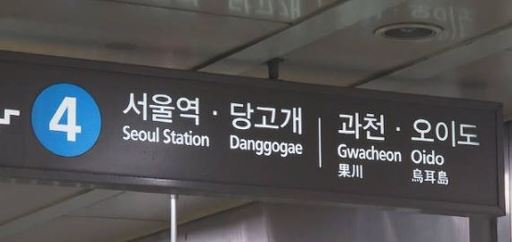 4
서울역 · 당고개 | 과천 · 오이도
Seoul Station Danggogae Gwacheon Oido
果川 烏耳島